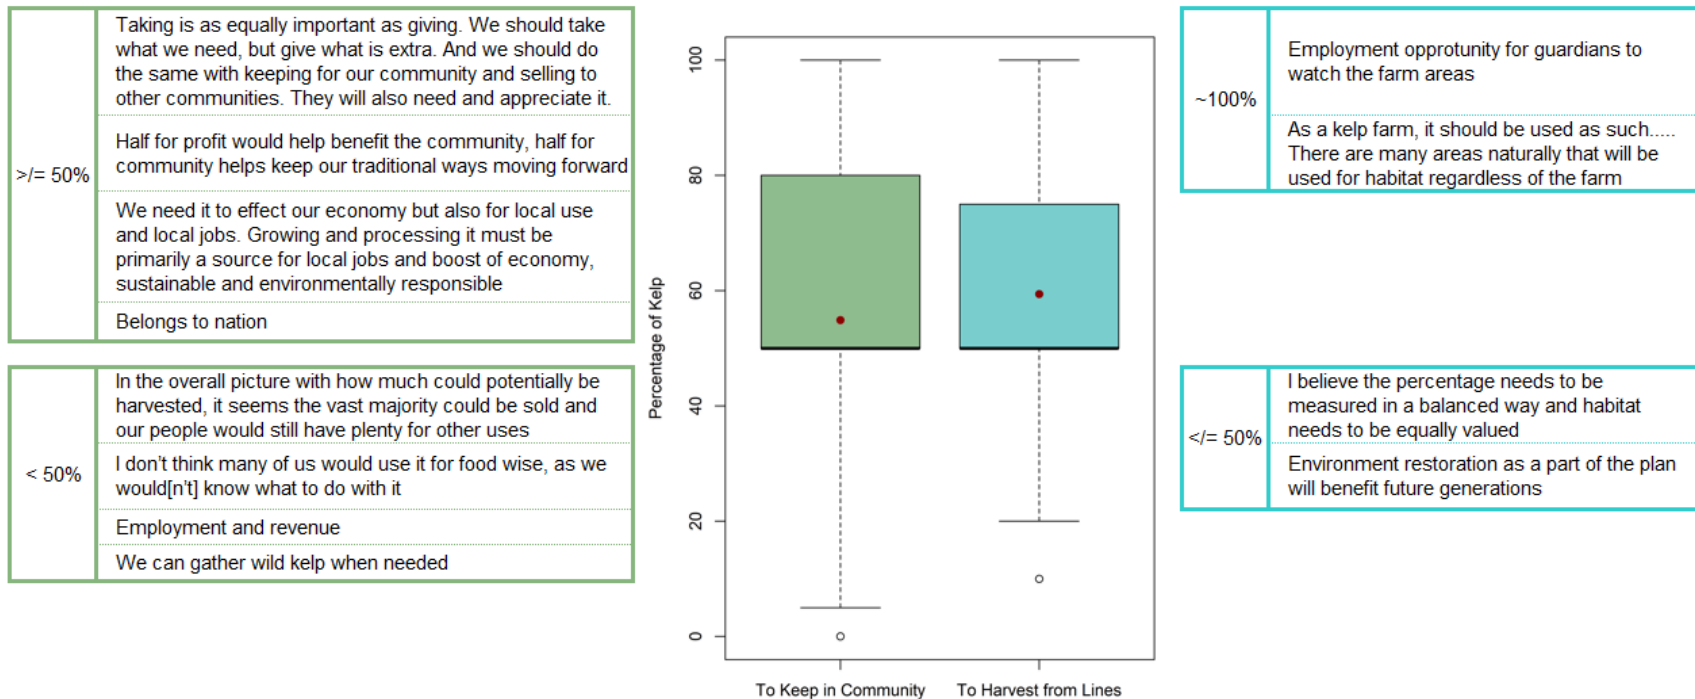 >/= 50%
Taking is as equally important as giving. We should take
what we need, but give what is extra. And we should do
the same with keeping for our community and selling to
other communities. They will also need and appreciate it.
Half for profit would help benefit the community, half for
community helps keep our traditional ways moving forward
We need it to effect our economy but also for local use
and local jobs. Growing and processing it must be
primarily a source for local jobs and boost of economy,
sustainable and environmentally responsible
Belongs to nation
< 50%
In the overall picture with how much could potentially be
harvested, it seems the vast majority could be sold and
our people would still have plenty for other uses
I don't think many of us would use it for food wise, as we
would[n't] know what to do with it
Employment and revenue
We can gather wild kelp when needed
Percentage of Kelp
100
80
60
40
20
0
To Keep in Community
To Harvest from Lines
~100%
Employment opprotunity for guardians to
watch the farm areas
As a kelp farm, it should be used as such.....
There are many areas naturally that will be
used for habitat regardless of the farm
</= 50%
I believe the percentage needs to be
measured in a balanced way and habitat
needs to be equally valued
Environment restoration as a part of the plan
will benefit future generations